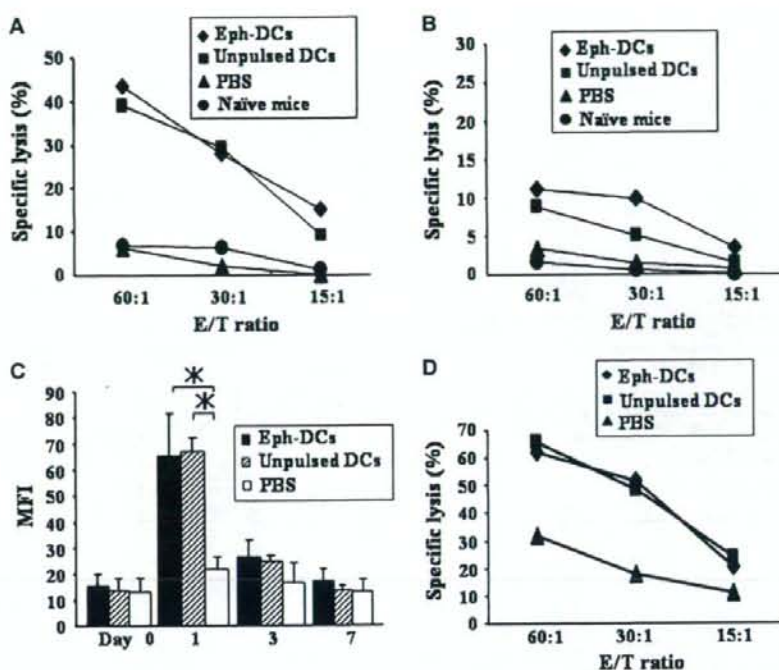 A
Eph-DCs
Unpulsed DCs
PBS
Naïve mice
Specific lysis (%)
50
40
30
20
10
0
60:1 30:1 15:1
E/T ratio
B
Eph-DCs
Unpulsed DCs
PBS
Naïve mice
Specific lysis (%)
30
25
20
15
10
5
0
60:1 30:1 15:1
E/T ratio
C
Eph-DCs
Unpulsed DCs
PBS
MFI
90
80
70
60
50
40
30
20
10
0
Day 0 1 3 7
D
Eph-DCs
Unpulsed DCs
PBS
Specific lysis (%)
70
60
50
40
30
20
10
0
60:1 30:1 15:1
E/T ratio